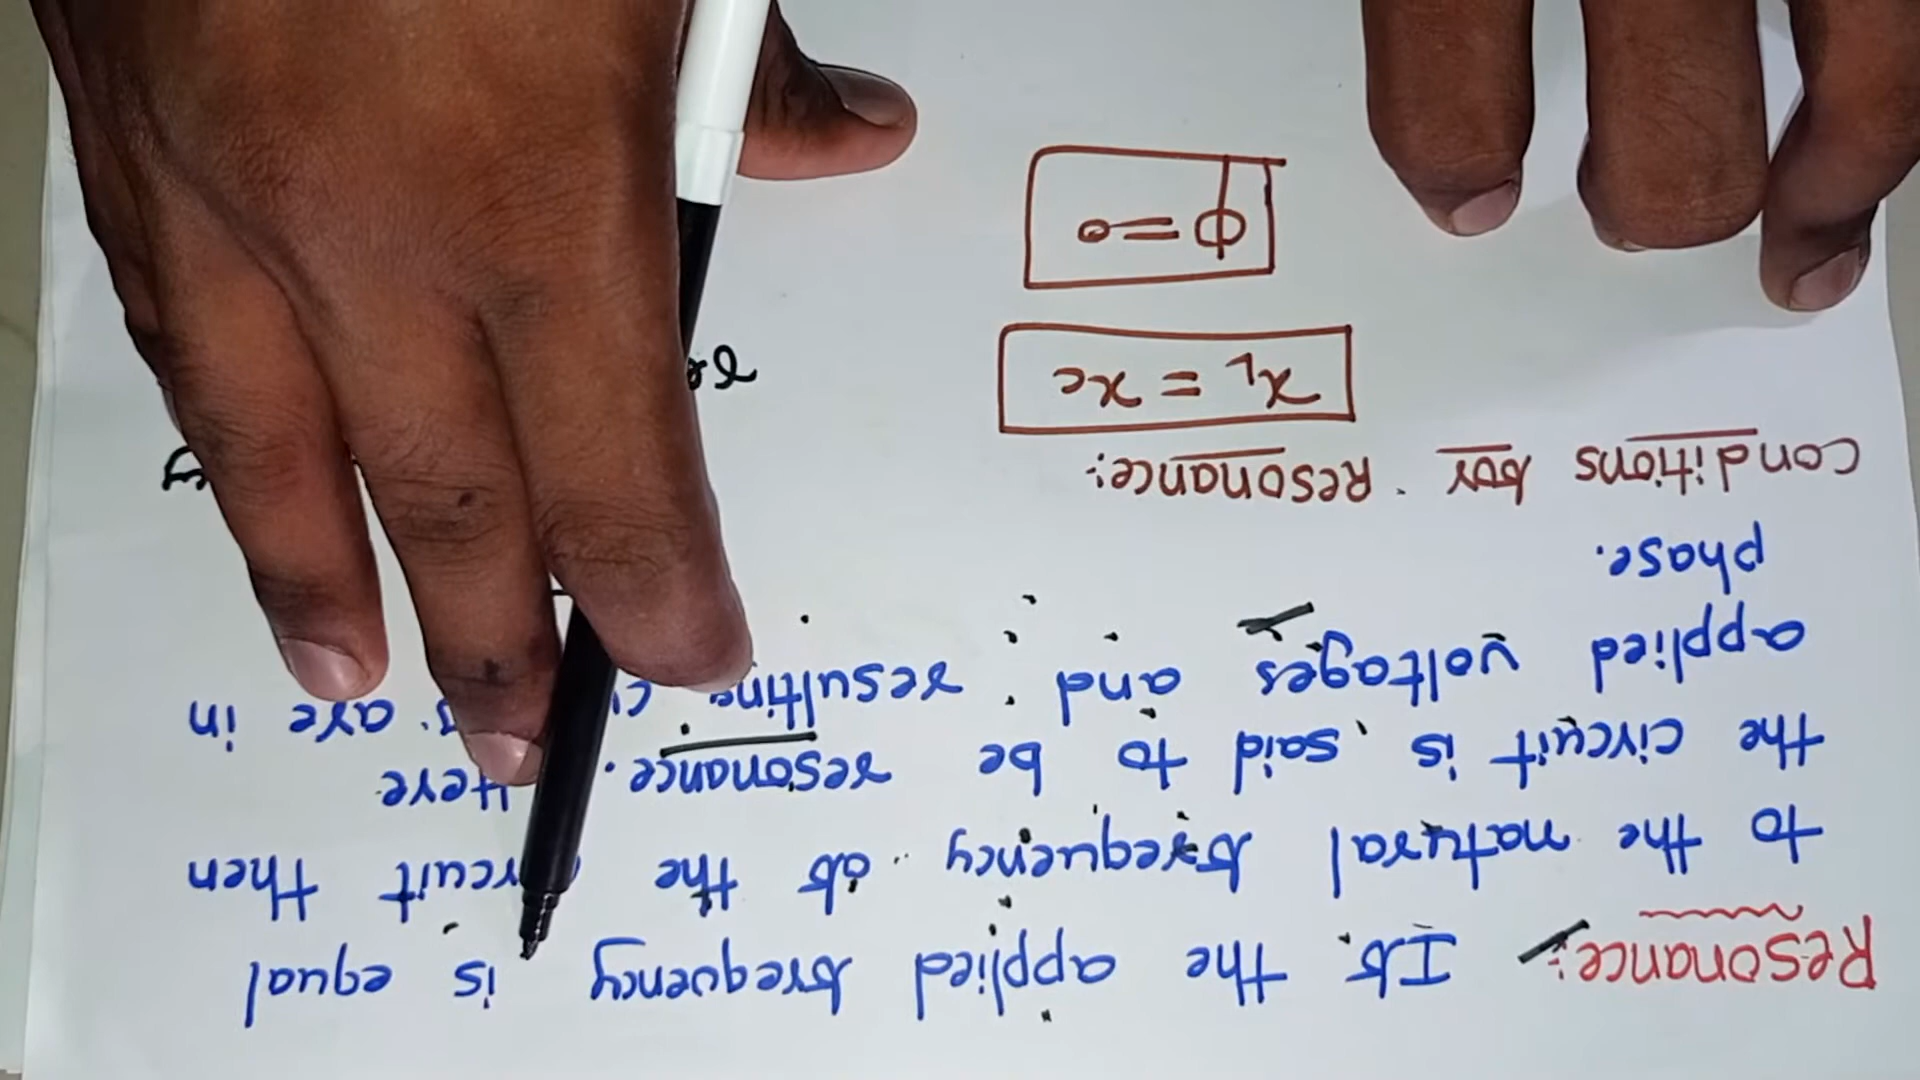 Resonance: If the applied frequency is equal
to the natural frequency of the circuit then
the circuit is said to be resonance. Here
applied voltages and resulting are in
phase.
conditions for Resonance:
XL = XC
Φ = 0